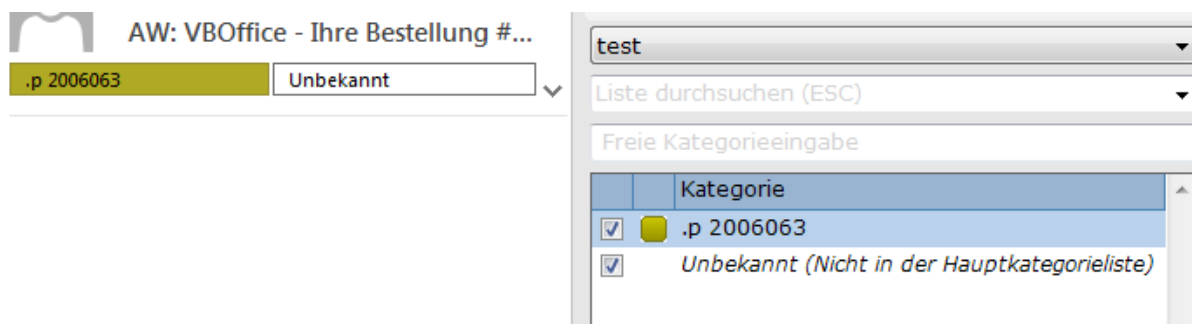 AW: VBOffice - Ihre Bestellung #...
.p 2006063 Unbekannt
test
Liste durchsuchen (ESC)
Freie Kategorieeingabe
Kategorie
.p 2006063
Unbekannt (Nicht in der Hauptkategorieliste)